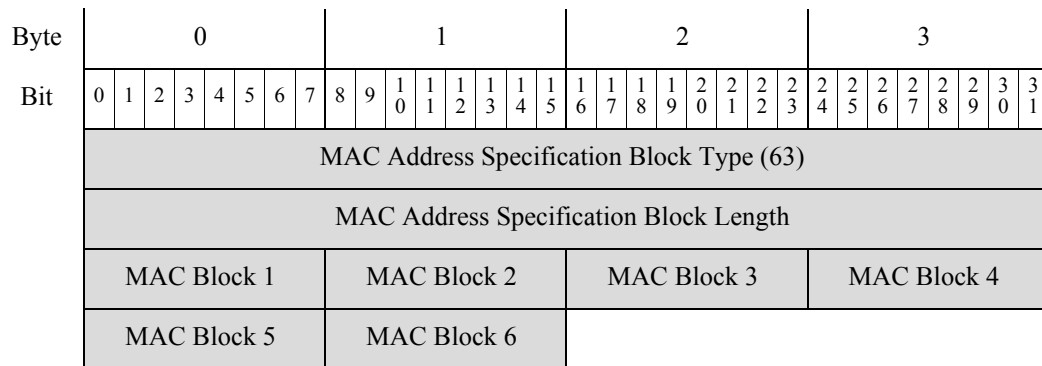 Byte 0 1 2 3
Bit 0 1 2 3 4 5 6 7 8 9 10 11 12 13 14 15 16 17 18 19 20 21 22 23 24 25 26 27 28 29 30 31
MAC Address Specification Block Type (63)
MAC Address Specification Block Length
MAC Block 1 MAC Block 2 MAC Block 3 MAC Block 4
MAC Block 5 MAC Block 6